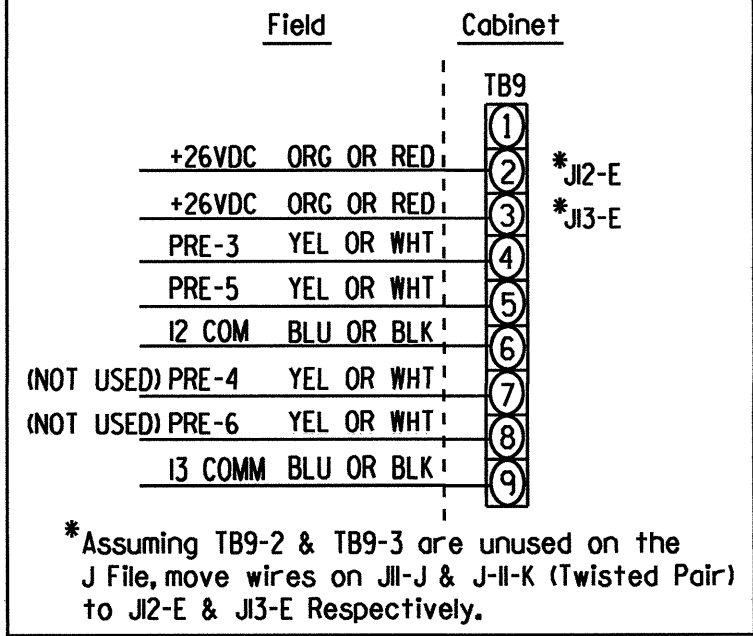 Field Cabinet
TB9
1
+26VDC ORG OR RED 2 *J12-E
+26VDC ORG OR RED 3 *J13-E
PRE-3 YEL OR WHT 4
PRE-5 YEL OR WHT 5
I2 COM BLU OR BLK 6
(NOT USED) PRE-4 YEL OR WHT 7
(NOT USED) PRE-6 YEL OR WHT 8
I3 COMM BLU OR BLK 9
*Assuming TB9-2 & TB9-3 are unused on the
J File, move wires on J11-J & J-11-K (Twisted Pair)
to J12-E & J13-E Respectively.